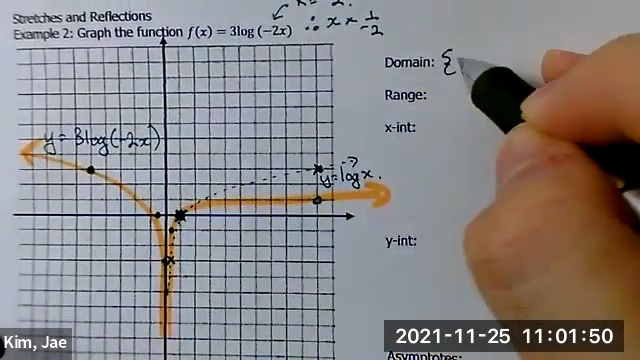 Stretches and Reflections
Example 2: Graph the function f(x) = 3log (−2x)
∴ x × 1/-2
Domain: {
Range:
x-int:
y = 3log(-2x)
y = log x.
y-int:
Kim, Jae
2021-11-25 11:01:50
Asymptotes: